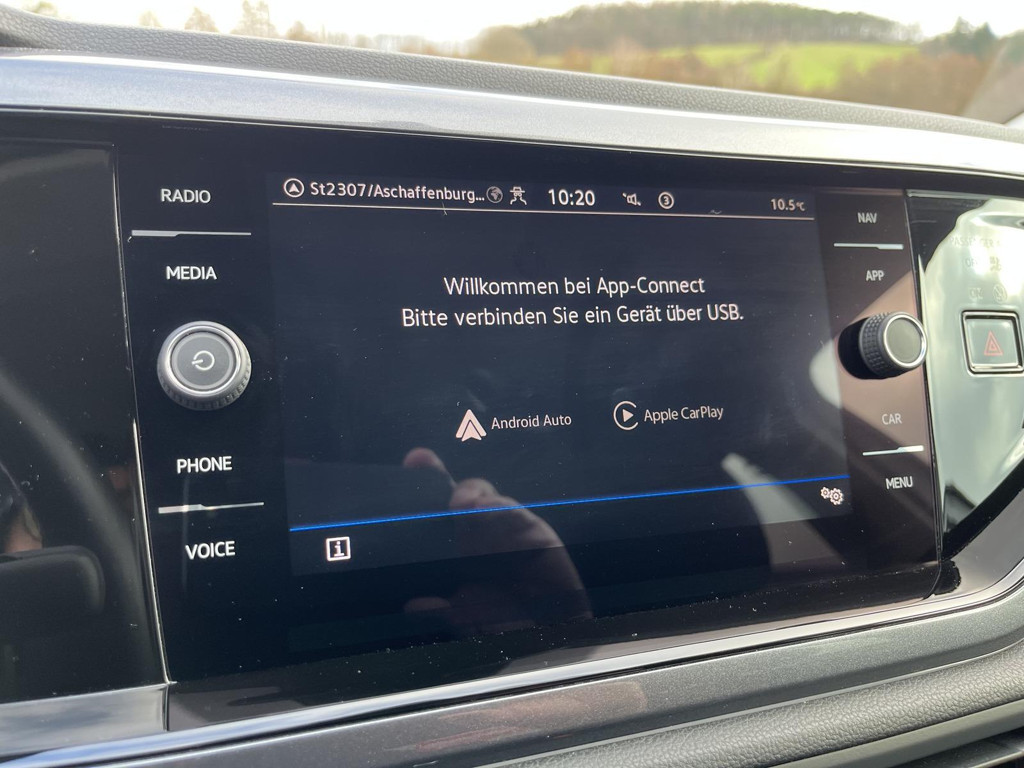 RADIO
MEDIA
PHONE
VOICE
St2307/Aschaffenburg...
10:20
3
10.5°C
Willkommen bei App-Connect
Bitte verbinden Sie ein Gerät über USB.
Android Auto
Apple CarPlay
i
NAV
APP
CAR
MENU